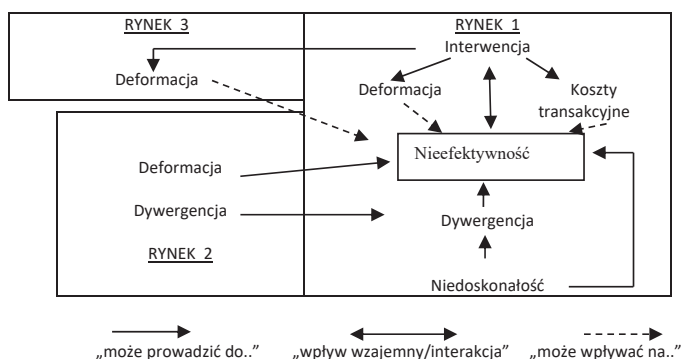 RYNEK 3
Deformacja
RYNEK 1
Interwencja
Deformacja
Koszty
transakcyjne
Nieefektywność
Deformacja
Dywergencja
RYNEK 2
Dywergencja
Niedoskonałość
„może prowadzić do..”
„wpływ wzajemny/interakcja”
„może wpływać na..”